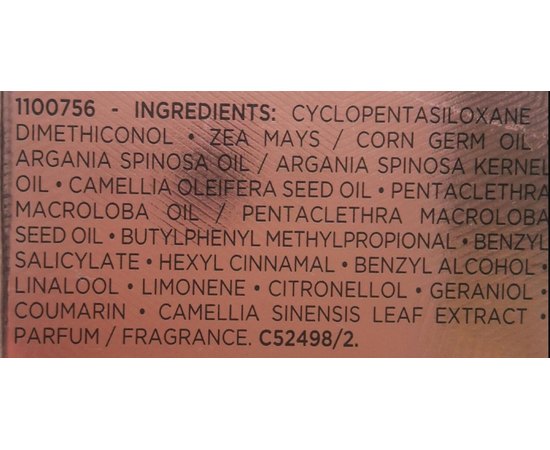 1100756 - INGREDIENTS: CYCLOPENTASILOXANE
DIMETHICONOL • ZEA MAYS / CORN GERM OIL
ARGANIA SPINOSA OIL / ARGANIA SPINOSA KERNEL
OIL • CAMELLIA OLEIFERA SEED OIL • PENTACLETHRA
MACROLOBA OIL / PENTACLETHRA MACROLOBA
SEED OIL • BUTYLPHENYL METHYLPROPIONAL • BENZYL
SALICYLATE • HEXYL CINNAMAL • BENZYL ALCOHOL •
LINALOOL • LIMONENE • CITRONELLOL • GERANIOL •
COUMARIN • CAMELLIA SINENSIS LEAF EXTRACT •
PARFUM / FRAGRANCE. C52498/2.